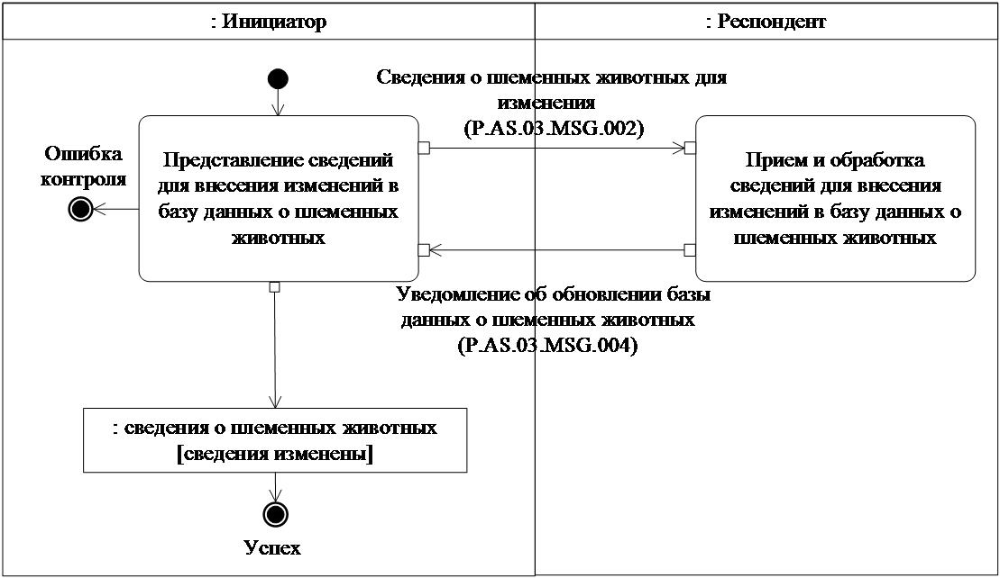 : Инициатор
: Респондент
Сведения о племенных животных для
изменения
(P.AS.03.MSG.002)
Ошибка
контроля
Представление сведений
для внесения изменений в
базу данных о племенных
животных
Прием и обработка
сведений для внесения
изменений в базу данных о
племенных животных
Уведомление об обновлении базы
данных о племенных животных
(P.AS.03.MSG.004)
: сведения о племенных животных
[сведения изменены]
Успех